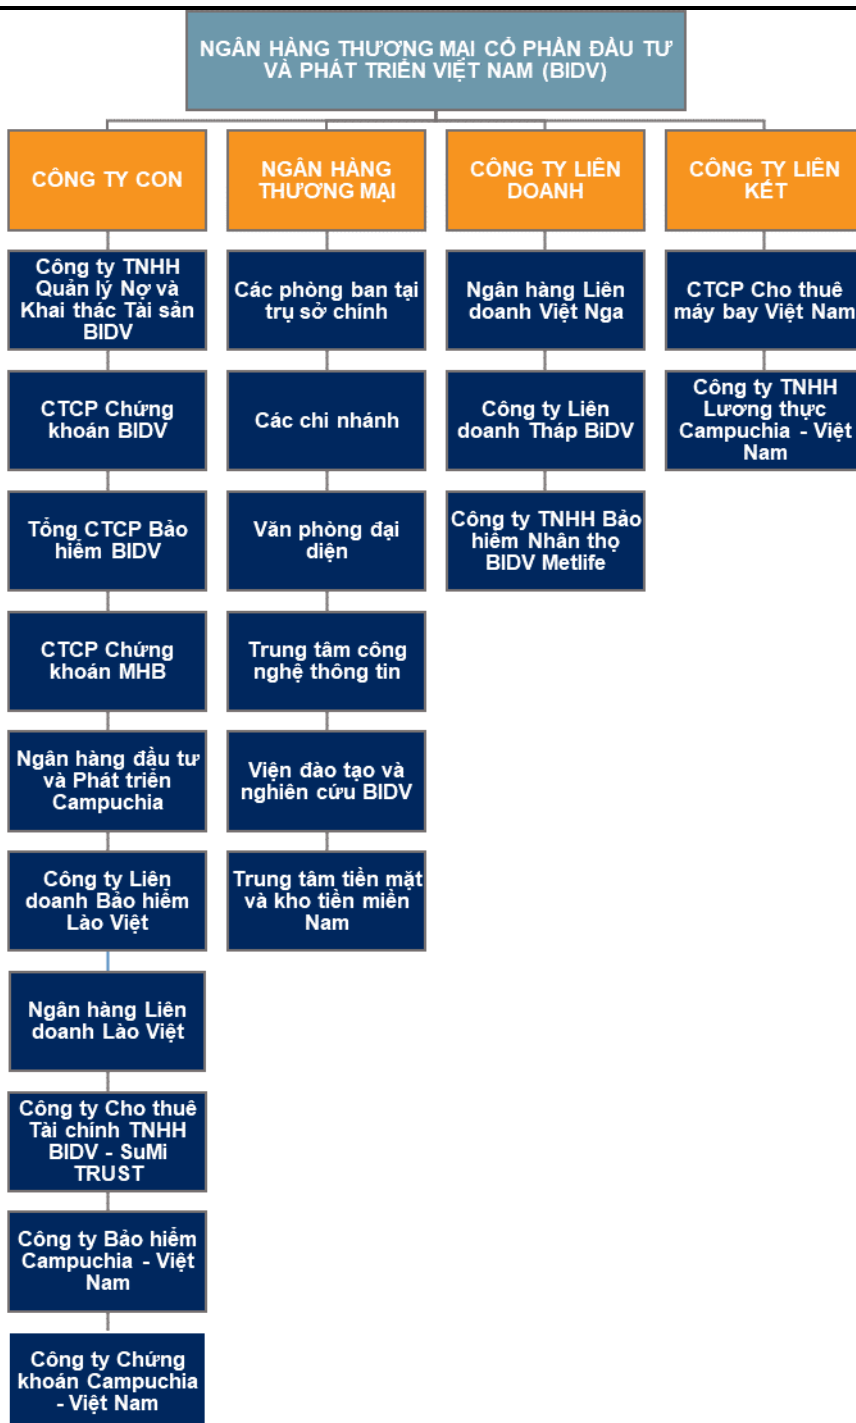 NGÂN HÀNG THƯƠNG MẠI CỔ PHẦN ĐẦU TƯ
VÀ PHÁT TRIỂN VIỆT NAM (BIDV)
CÔNG TY CON
Công ty TNHH
Quản lý Nợ và
Khai thác Tài sản
BIDV
CTCP Chứng
khoán BIDV
Tổng CTCP Bảo
hiểm BIDV
CTCP Chứng
khoán MHB
Ngân hàng đầu tư
và Phát triển
Campuchia
Công ty Liên
doanh Bảo hiểm
Lào Việt
Ngân hàng Liên
doanh Lào Việt
Công ty Cho thuê
Tài chính TNHH
BIDV - SuMi
TRUST
Công ty Bảo hiểm
Campuchia - Việt
Nam
Công ty Chứng
khoán Campuchia
- Việt Nam
NGÂN HÀNG
THƯƠNG MẠI
Các phòng ban tại
trụ sở chính
Các chi nhánh
Văn phòng đại
diện
Trung tâm công
nghệ thông tin
Viện đào tạo và
nghiên cứu BIDV
Trung tâm tiền mặt
và kho tiền miền
Nam
CÔNG TY LIÊN
DOANH
Ngân hàng Liên
doanh Việt Nga
Công ty Liên
doanh Tháp BiDV
Công ty TNHH Bảo
hiểm Nhân thọ
BIDV Metlife
CÔNG TY LIÊN
KẾT
CTCP Cho thuê
máy bay Việt Nam
Công ty TNHH
Lương thực
Campuchia - Việt
Nam